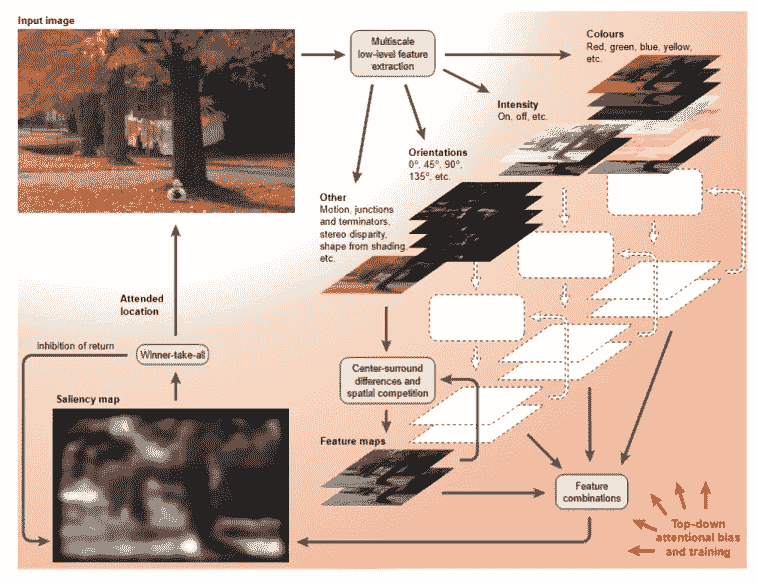 Input image
Multiscale
low-level feature
extraction
Colours
Red, green, blue, yellow,
etc.
Intensity
On, off, etc.
Orientations
0°, 45°, 90°,
135°, etc.
Other
Motion, junctions
and terminators,
stereo disparity,
shape from shading,
etc.
Attended
location
Inhibition of return
Winner-take-all
Center-surround
differences and
spatial competition
Saliency map
Feature maps
Feature
combinations
Top-down
attentional bias
and training